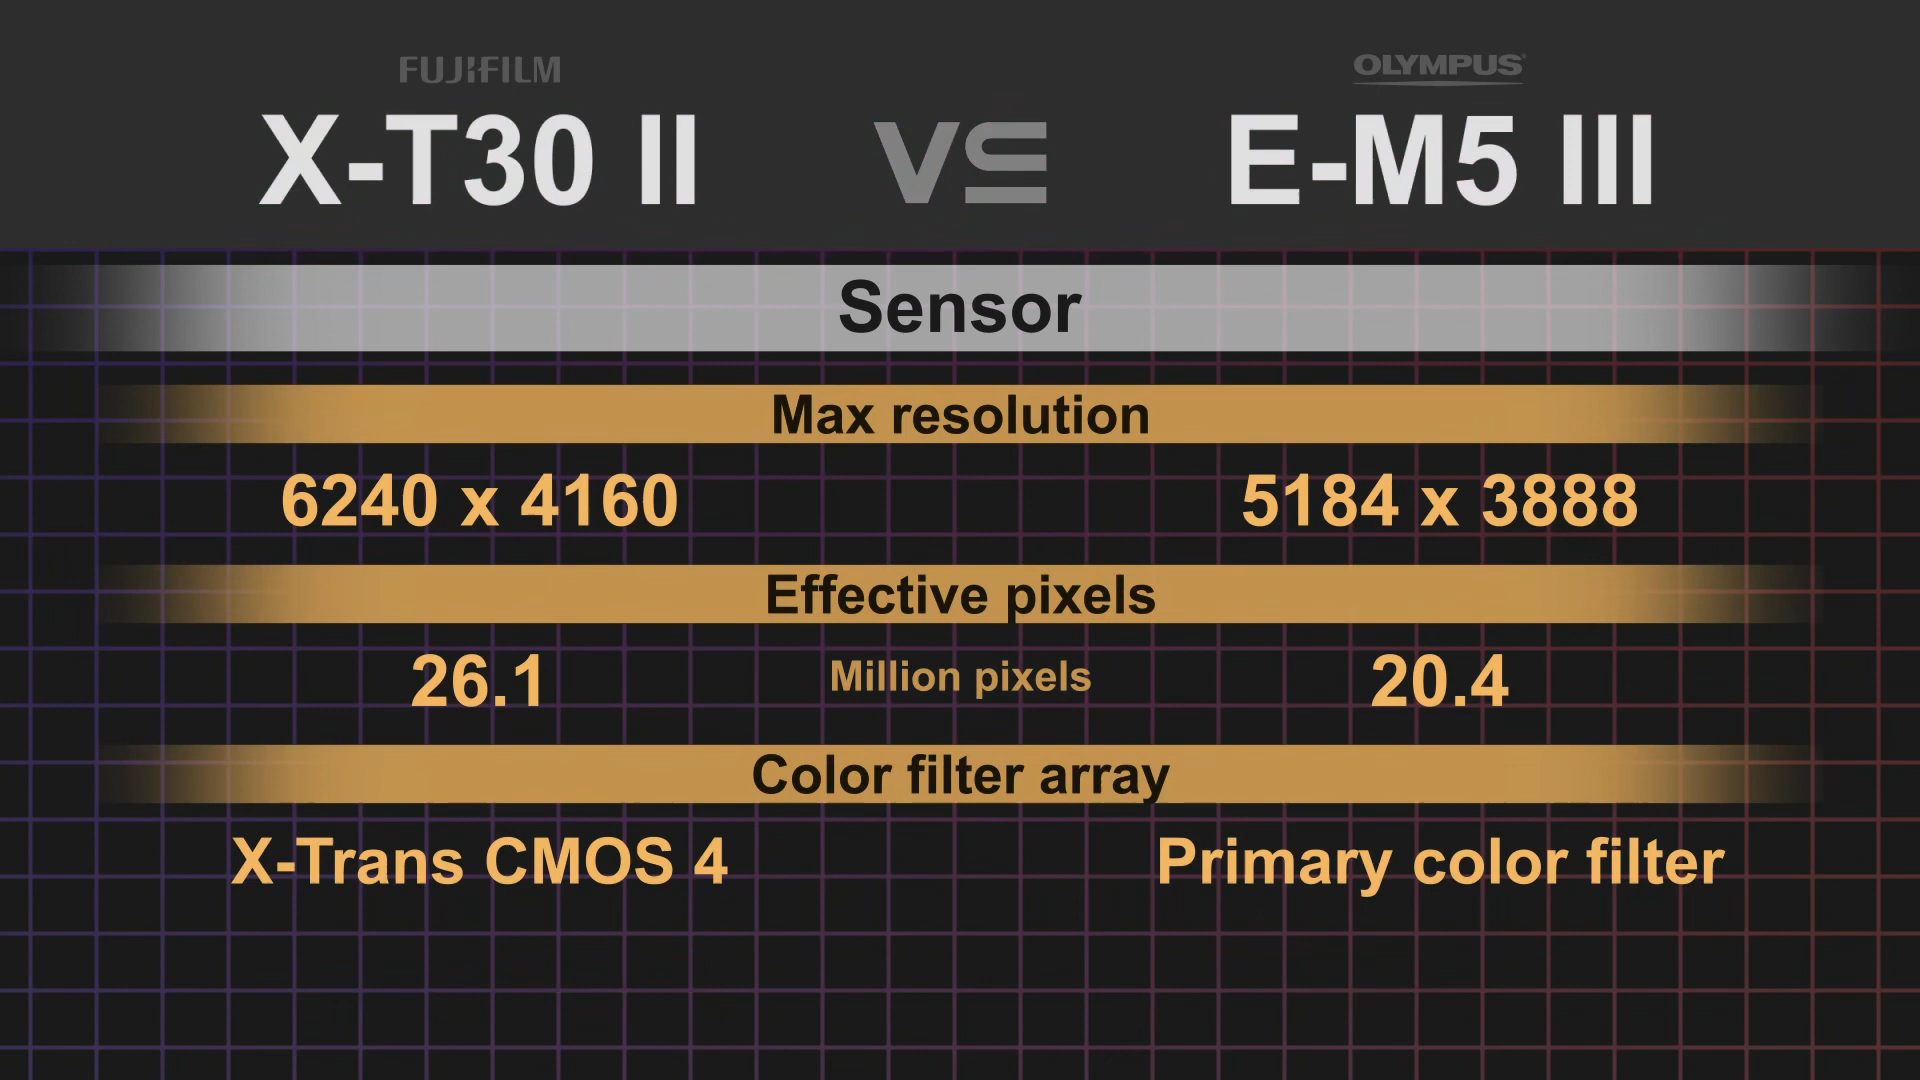 FUJIFILM
OLYMPUS
X-T30 II VS E-M5 III
Sensor
Max resolution
6240 x 4160 5184 x 3888
Effective pixels
26.1 Million pixels 20.4
Color filter array
X-Trans CMOS 4 Primary color filter